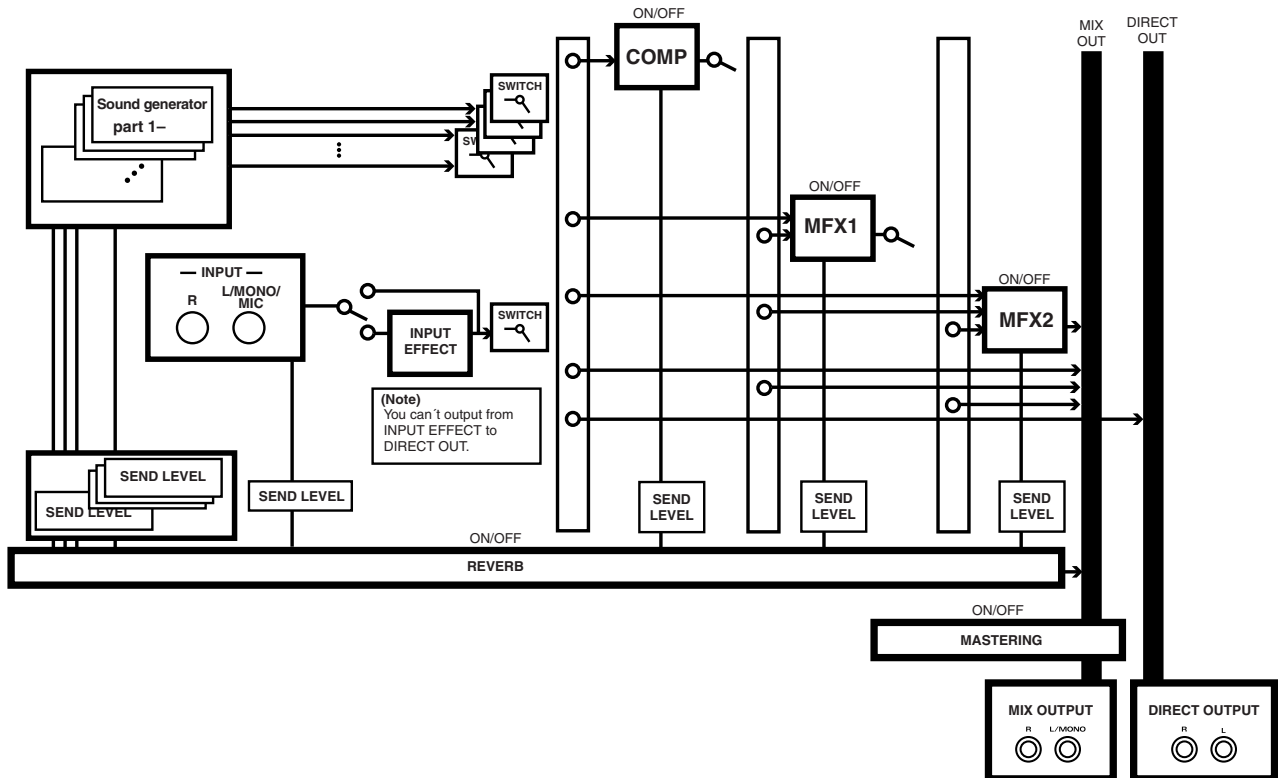 ON/OFF
COMP
MIX
OUT
DIRECT
OUT
Sound generator
part 1–
SWITCH
SW
ON/OFF
MFX1
— INPUT —
R
L/MONO/
MIC
INPUT
EFFECT
SWITCH
ON/OFF
MFX2
(Note)
You can´t output from
INPUT EFFECT to
DIRECT OUT.
SEND LEVEL
SEND LEVEL
SEND LEVEL
SEND
LEVEL
SEND
LEVEL
SEND
LEVEL
ON/OFF
REVERB
ON/OFF
MASTERING
MIX OUTPUT
R
L/MONO
DIRECT OUTPUT
R
L